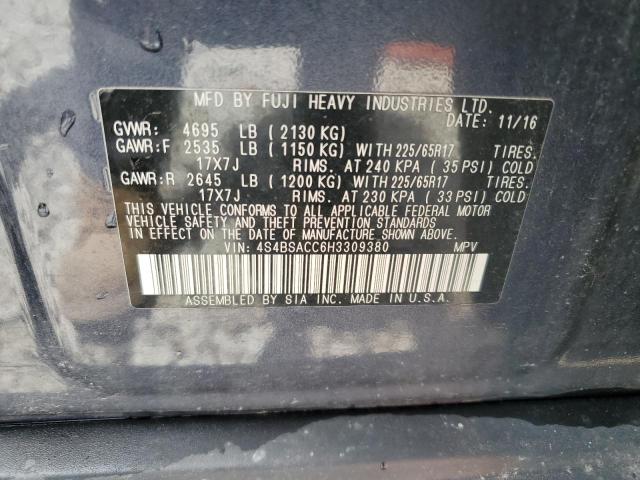 MFD BY FUJI HEAVY INDUSTRIES LTD.
DATE: 11/16
GVWR: 4695 LB ( 2130 KG)
GAWR:F 2535 LB ( 1150 KG) WITH 225/65R17 TIRES.
17X7J RIMS. AT 240 KPA ( 35 PSI) COLD
GAWR:R 2645 LB ( 1200 KG) WITH 225/65R17 TIRES.
17X7J RIMS. AT 230 KPA ( 33 PSI) COLD
THIS VEHICLE CONFORMS TO ALL APPLICABLE FEDERAL MOTOR
VEHICLE SAFETY AND THEFT PREVENTION STANDARDS
IN EFFECT ON THE DATE OF MANUFACTURE SHOWN ABOVE.
VIN: 4S4BSACC6H3309380 MPV
ASSEMBLED BY SIA INC. MADE IN U.S.A.